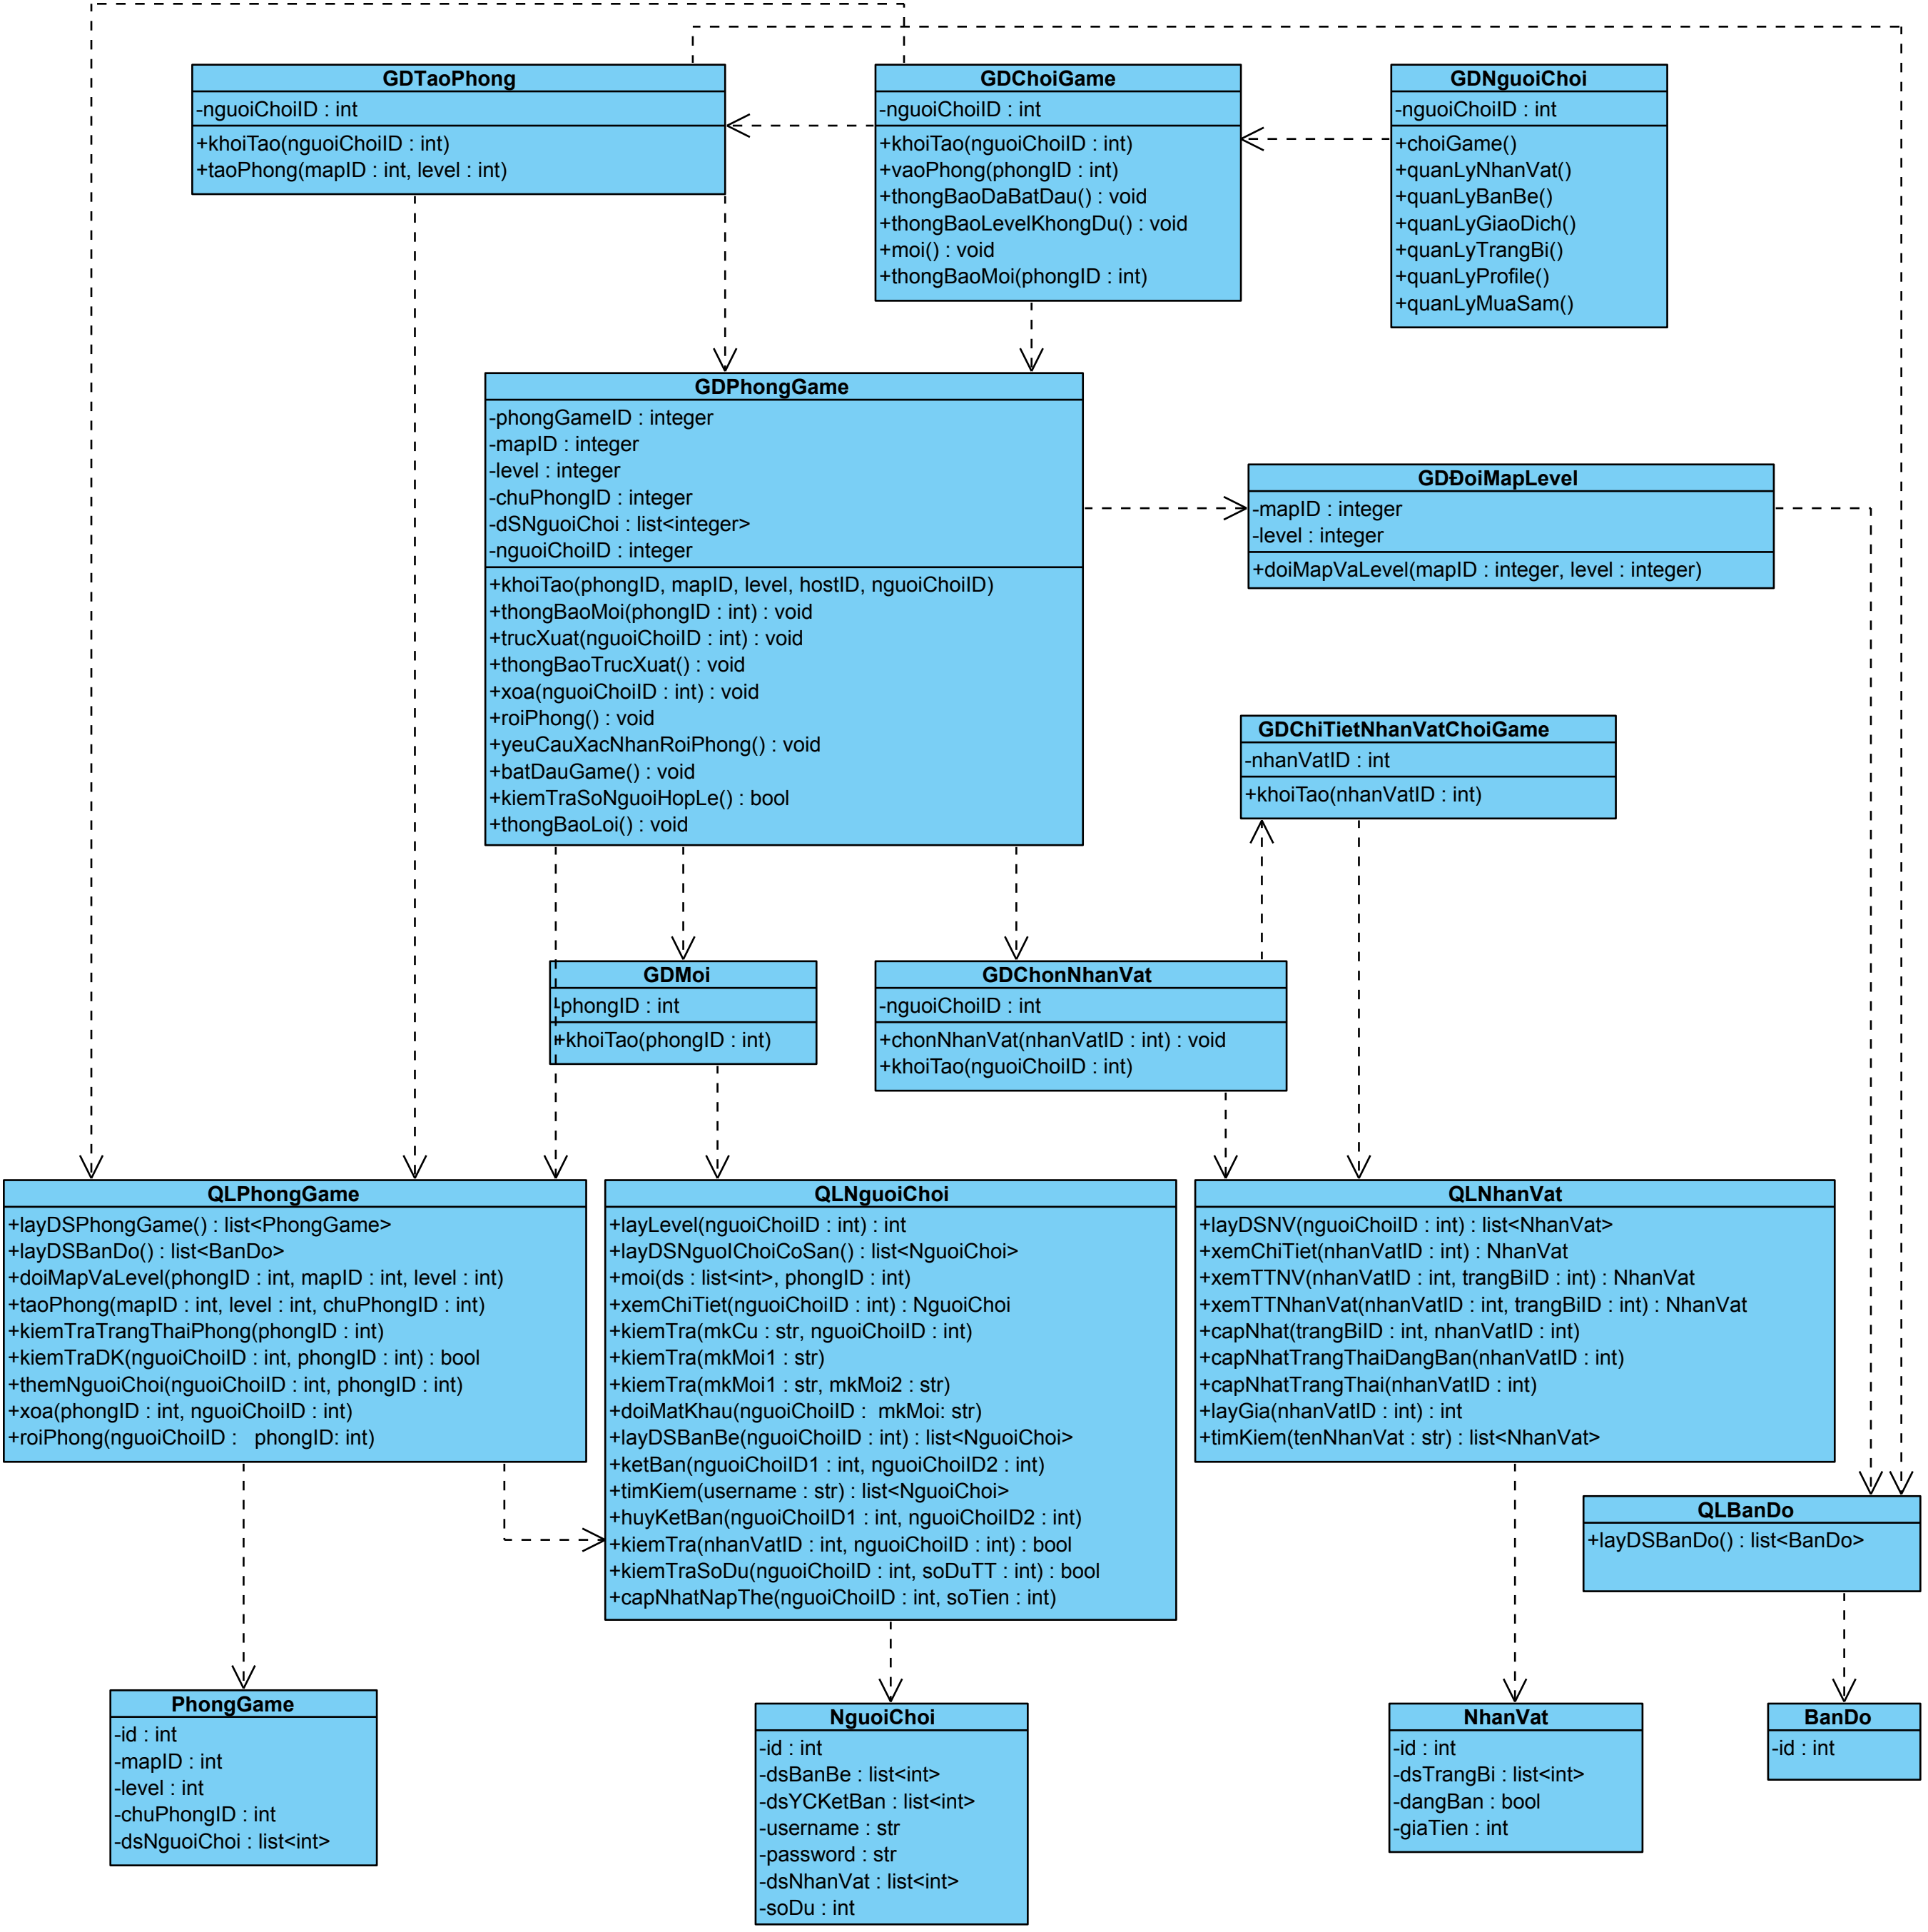 GDTaoPhong
-nguoiChoiID : int
+khoiTao(nguoiChoiID : int)
+taoPhong(mapID : int, level : int)
GDChoiGame
-nguoiChoiID : int
+khoiTao(nguoiChoiID : int)
+vaoPhong(phongID : int)
+thongBaoDaBatDau() : void
+thongBaoLevelKhongDu() : void
+moi() : void
+thongBaoMoi(phongID : int)
GDNguoiChoi
-nguoiChoiID : int
+choiGame()
+quanLyNhanVat()
+quanLyBanBe()
+quanLyGiaoDich()
+quanLyTrangBi()
+quanLyProfile()
+quanLyMuaSam()
GDPhongGame
-phongGameID : integer
-mapID : integer
-level : integer
-chuPhongID : integer
-dSNguoiChoi : list<integer>
-nguoiChoiID : integer
+khoiTao(phongID, mapID, level, hostID, nguoiChoiID)
+thongBaoMoi(phongID : int) : void
+trucXuat(nguoiChoiID : int) : void
+thongBaoTrucXuat() : void
+xoa(nguoiChoiID : int) : void
+roiPhong() : void
+yeuCauXacNhanRoiPhong() : void
+batDauGame() : void
+kiemTraSoNguoiHopLe() : bool
+thongBaoLoi() : void
GDĐoiMapLevel
-mapID : integer
-level : integer
+doiMapVaLevel(mapID : integer, level : integer)
GDChiTietNhanVatChoiGame
-nhanVatID : int
+khoiTao(nhanVatID : int)
GDMoi
-phongID : int
+khoiTao(phongID : int)
GDChonNhanVat
-nguoiChoiID : int
+chonNhanVat(nhanVatID : int) : void
+khoiTao(nguoiChoiID : int)
QLPhongGame
+layDSPhongGame() : list<PhongGame>
+layDSBanDo() : list<BanDo>
+doiMapVaLevel(phongID : int, mapID : int, level : int)
+taoPhong(mapID : int, level : int, chuPhongID : int)
+kiemTraTrangThaiPhong(phongID : int)
+kiemTraDK(nguoiChoiID : int, phongID : int) : bool
+themNguoiChoi(nguoiChoiID : int, phongID : int)
+xoa(phongID : int, nguoiChoiID : int)
+roiPhong(nguoiChoiID :   phongID: int)
QLNguoiChoi
+layLevel(nguoiChoiID : int) : int
+layDSNguoIChoiCoSan() : list<NguoiChoi>
+moi(ds : list<int>, phongID : int)
+xemChiTiet(nguoiChoiID : int) : NguoiChoi
+kiemTra(mkCu : str, nguoiChoiID : int)
+kiemTra(mkMoi1 : str)
+kiemTra(mkMoi1 : str, mkMoi2 : str)
+doiMatKhau(nguoiChoiID :  mkMoi: str)
+layDSBanBe(nguoiChoiID : int) : list<NguoiChoi>
+ketBan(nguoiChoiID1 : int, nguoiChoiID2 : int)
+timKiem(username : str) : list<NguoiChoi>
+huyKetBan(nguoiChoiID1 : int, nguoiChoiID2 : int)
+kiemTra(nhanVatID : int, nguoiChoiID : int) : bool
+kiemTraSoDu(nguoiChoiID : int, soDuTT : int) : bool
+capNhatNapThe(nguoiChoiID : int, soTien : int)
QLNhanVat
+layDSNV(nguoiChoiID : int) : list<NhanVat>
+xemChiTiet(nhanVatID : int) : NhanVat
+xemTTNV(nhanVatID : int, trangBiID : int) : NhanVat
+xemTTNhanVat(nhanVatID : int, trangBiID : int) : NhanVat
+capNhat(trangBiID : int, nhanVatID : int)
+capNhatTrangThaiDangBan(nhanVatID : int)
+capNhatTrangThai(nhanVatID : int)
+layGia(nhanVatID : int) : int
+timKiem(tenNhanVat : str) : list<NhanVat>
QLBanDo
+layDSBanDo() : list<BanDo>
PhongGame
-id : int
-mapID : int
-level : int
-chuPhongID : int
-dsNguoiChoi : list<int>
NguoiChoi
-id : int
-dsBanBe : list<int>
-dsYCKetBan : list<int>
-username : str
-password : str
-dsNhanVat : list<int>
-soDu : int
NhanVat
-id : int
-dsTrangBi : list<int>
-dangBan : bool
-giaTien : int
BanDo
-id : int